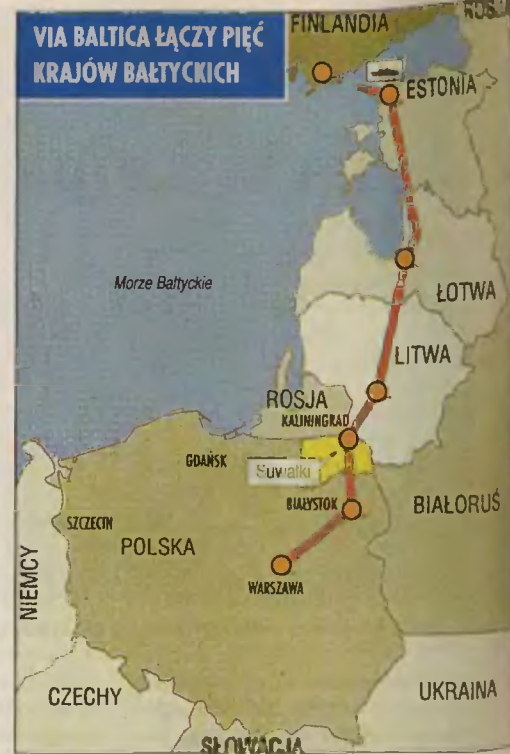 VIA BALTICA ŁĄCZY PIĘĆ
KRAJÓW BAŁTYCKICH
FINLANDIA
ROS
ESTONIA
Morze Bałtyckie
ŁOTWA
LITWA
ROSJA
KALININGRAD
GDAŃSK
Suwałki
SZCZECIN
BIAŁYSTOK
BIAŁORUŚ
NIEMCY
POLSKA
WARSZAWA
CZECHY
UKRAINA
SŁOWACJA